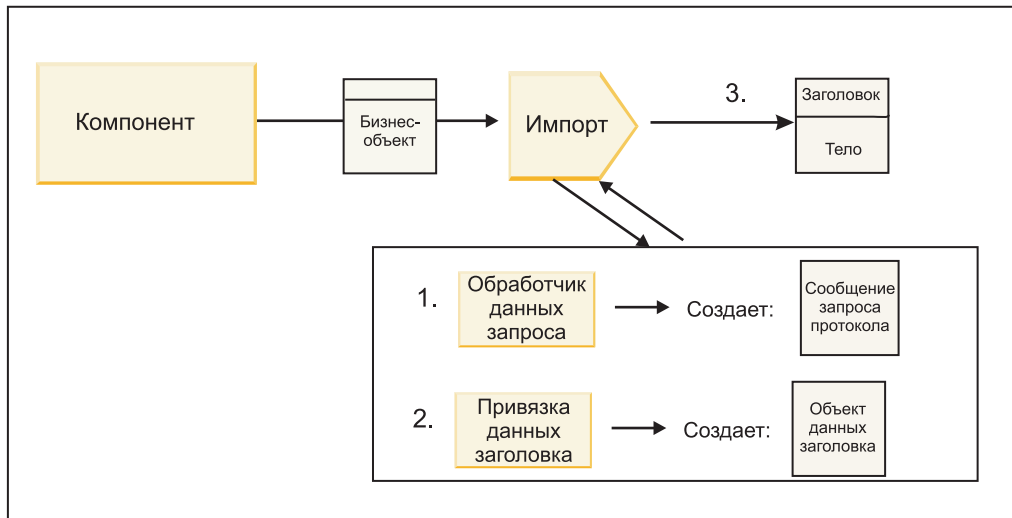 Компонент
Бизнес-
объект
Импорт
3.
Заголовок
Тело
1.
Обработчик
данных
запроса
Создает:
Сообщение
запроса
протокола
2.
Привязка
данных
заголовка
Создает:
Объект
данных
заголовка